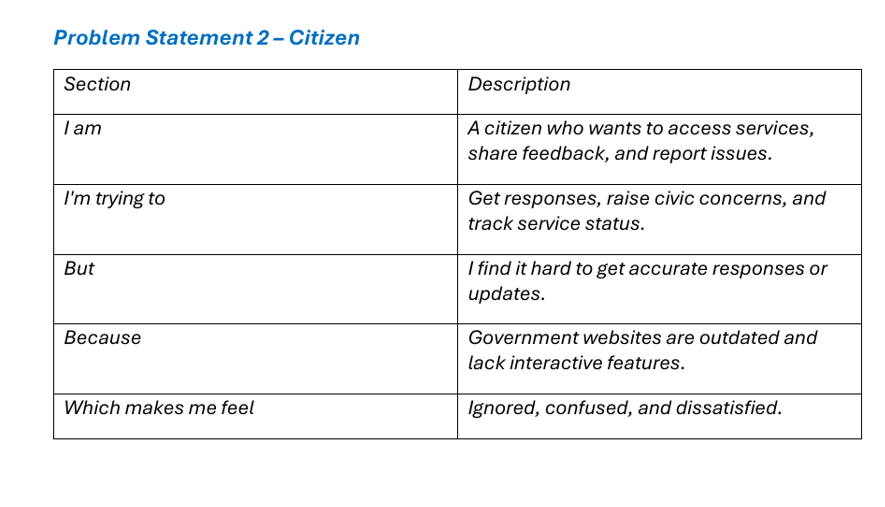 Problem Statement 2 – Citizen
Section
Description
I am
A citizen who wants to access services,
share feedback, and report issues.
I'm trying to
Get responses, raise civic concerns, and
track service status.
But
I find it hard to get accurate responses or
updates.
Because
Government websites are outdated and
lack interactive features.
Which makes me feel
Ignored, confused, and dissatisfied.